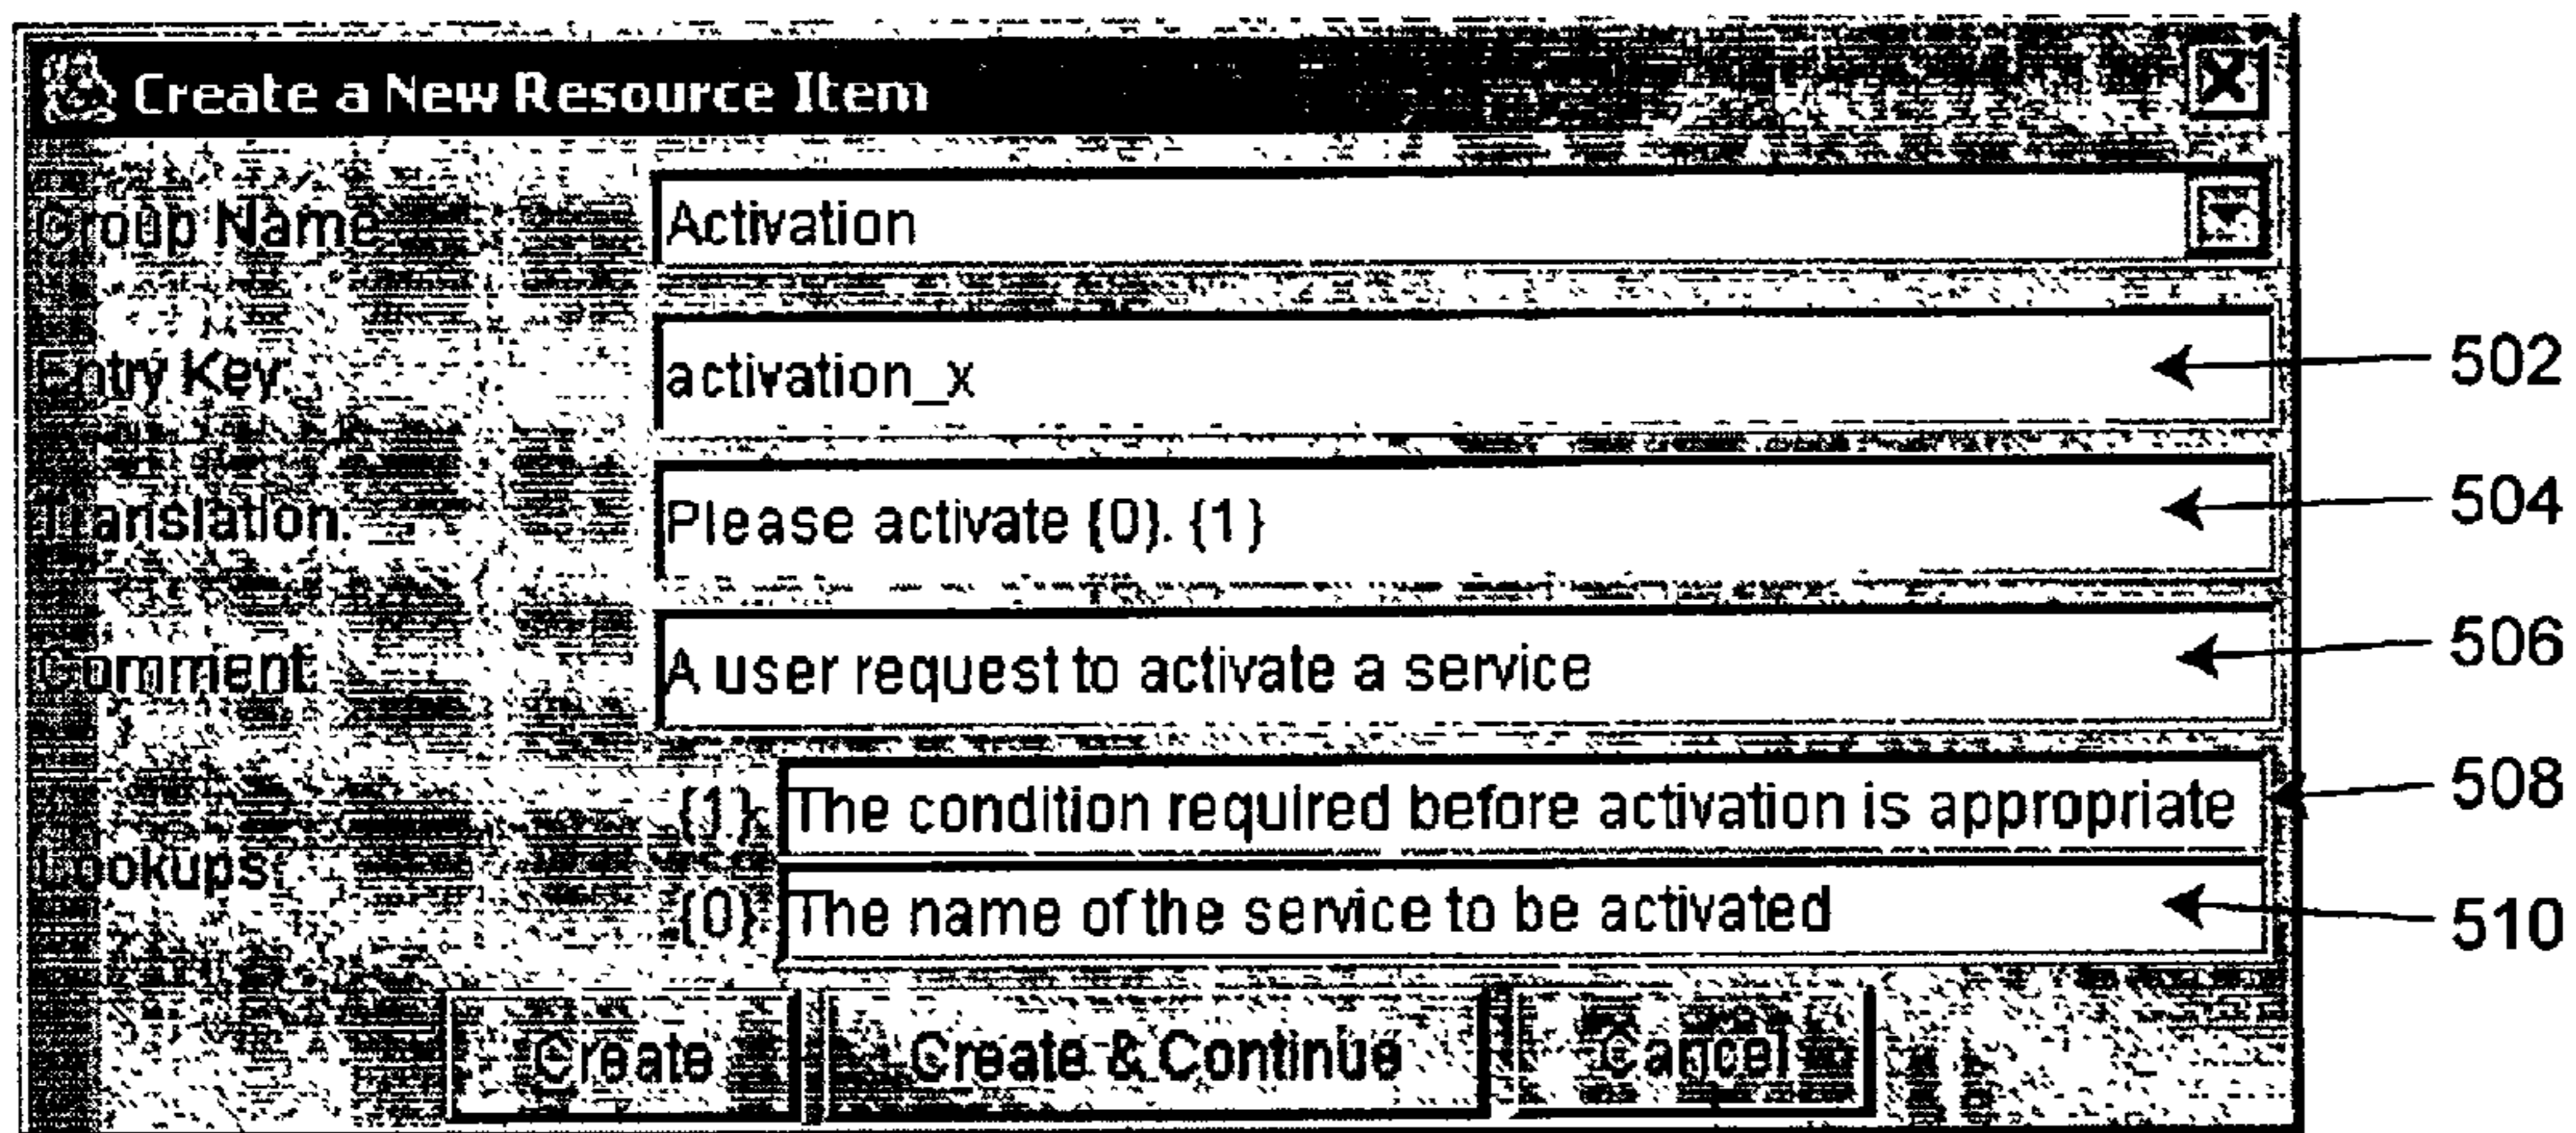 Create a New Resource Item
Group Name Activation
Entry Key: activation_x 502
Translation: Please activate {0}. {1} 504
Comment: A user request to activate a service 506
{1}: The condition required before activation is appropriate 508
Lookups:
{0}: The name of the service to be activated 510
Create Create & Continue Cancel